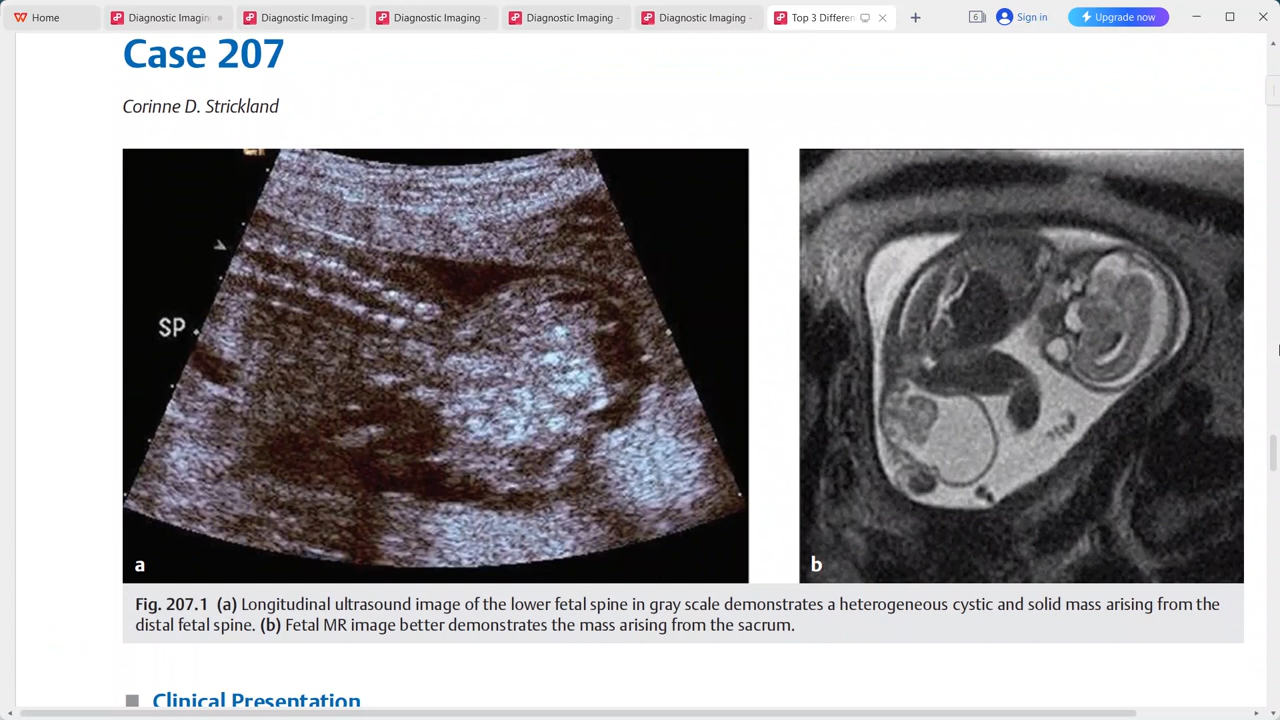 Home
Diagnostic Imaging
Diagnostic Imaging -
Diagnostic Imaging -
Diagnostic Imaging -
Diagnostic Imaging -
Top 3 Differen
6
Sign in
Upgrade now
Case 207
Corinne D. Strickland
SP
a
b
Fig. 207.1 (a) Longitudinal ultrasound image of the lower fetal spine in gray scale demonstrates a heterogeneous cystic and solid mass arising from the
distal fetal spine. (b) Fetal MR image better demonstrates the mass arising from the sacrum.
Clinical Presentation